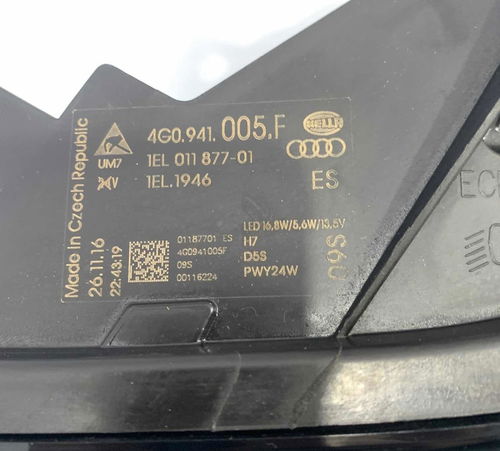 Made in Czech Republic
26.11.16
22:43:19
4G0.941.005.F
HELLA
UM7
1EL 011 877-01
1EL.1946
ES
01187701 ES
4G0941005F
09S
00116224
LED 16,8W/5,6W/13,5V
H7
D5S
PWY24W
09S